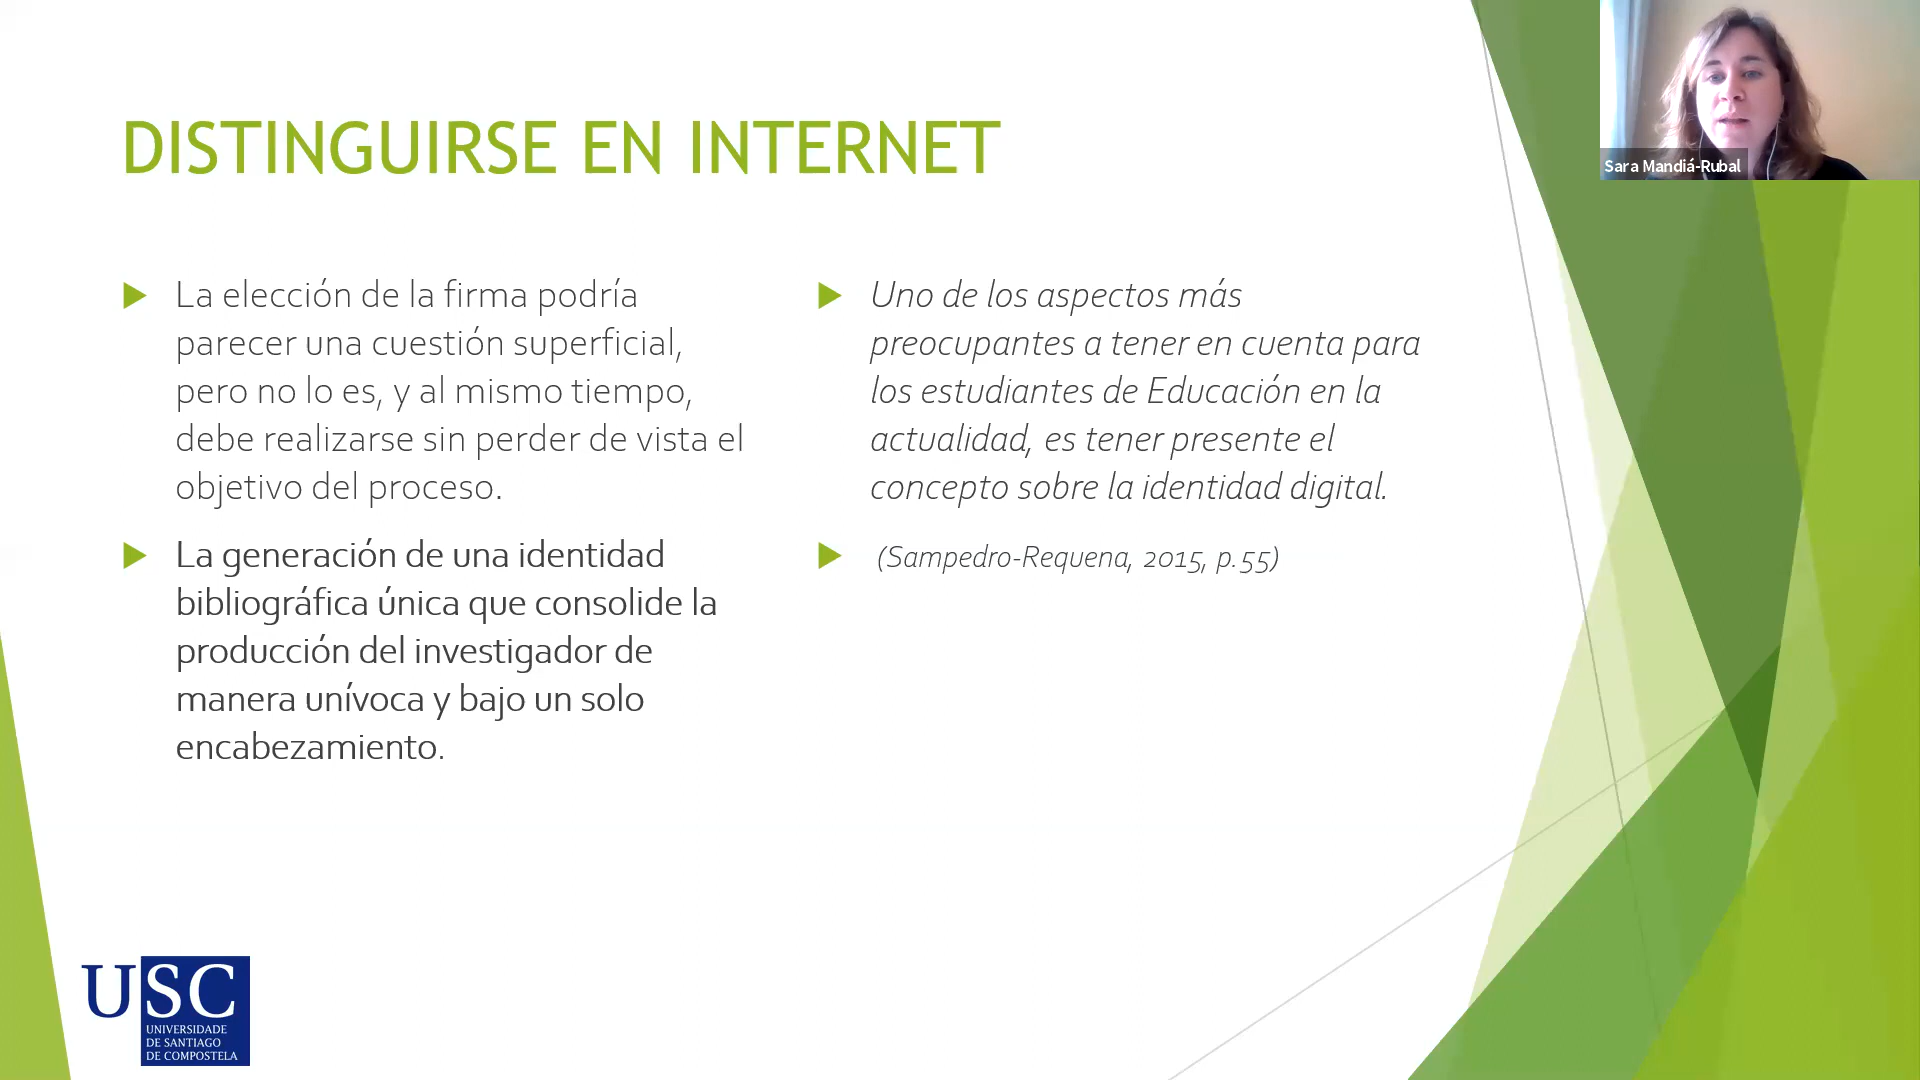 DISTINGUIRSE EN INTERNET
La elección de la firma podría
parecer una cuestión superficial,
pero no lo es, y al mismo tiempo,
debe realizarse sin perder de vista el
objetivo del proceso.
La generación de una identidad
bibliográfica única que consolide la
producción del investigador de
manera unívoca y bajo un solo
encabezamiento.
Uno de los aspectos más
preocupantes a tener en cuenta para
los estudiantes de Educación en la
actualidad, es tener presente el
concepto sobre la identidad digital.
(Sampedro-Requena, 2015, p.55)
Sara Mandiá-Rubal
USC
UNIVERSIDADE
DE SANTIAGO
DE COMPOSTELA